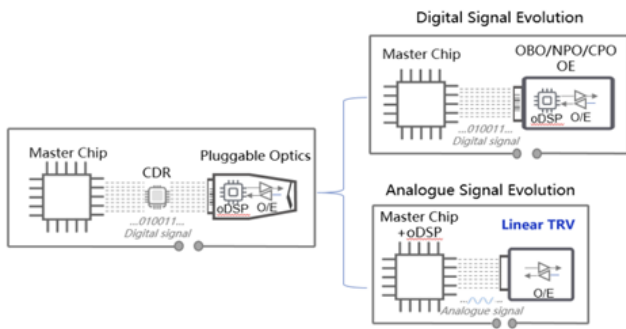 Digital Signal Evolution
Master Chip
OBO/NPO/CPO
OE
oDSP
O/E
...010011...
Digital signal
Master Chip
CDR
Pluggable Optics
oDSP
O/E
...010011...
Digital signal
Analogue Signal Evolution
Master Chip
+oDSP
Linear TRV
O/E
Analogue signal